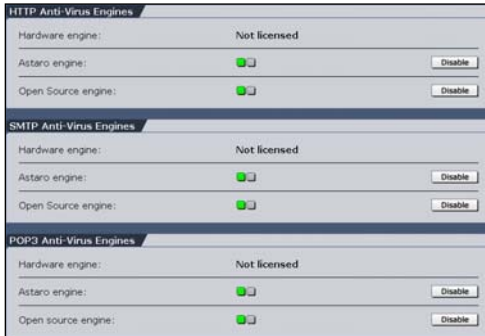 HTTP Anti-Virus Engines
Hardware engine: Not licensed
Astaro engine: Disable
Open Source engine: Disable
SMTP Anti-Virus Engines
Hardware engine: Not licensed
Astaro engine: Disable
Open Source engine: Disable
POP3 Anti-Virus Engines
Hardware engine: Not licensed
Astaro engine: Disable
Open source engine: Disable